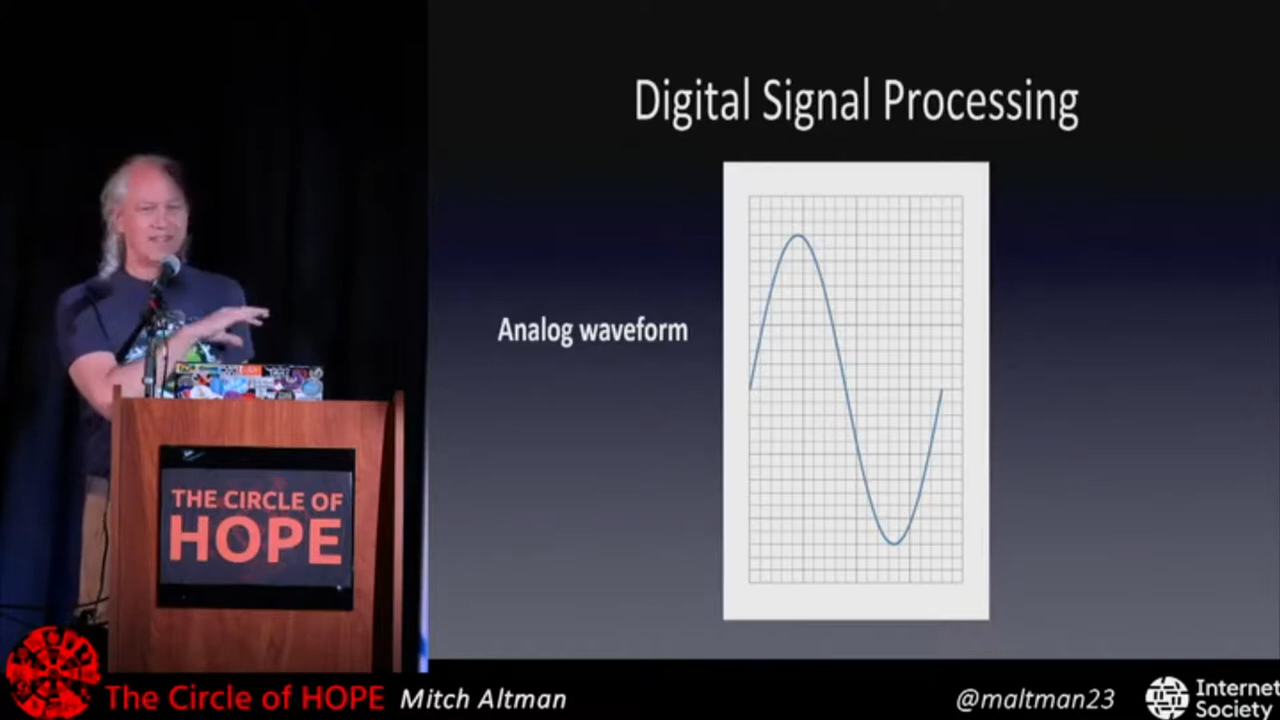 Digital Signal Processing
Analog waveform
THE CIRCLE OF
HOPE
The Circle of HOPE
Mitch Altman
@maltman23
Internet
Society